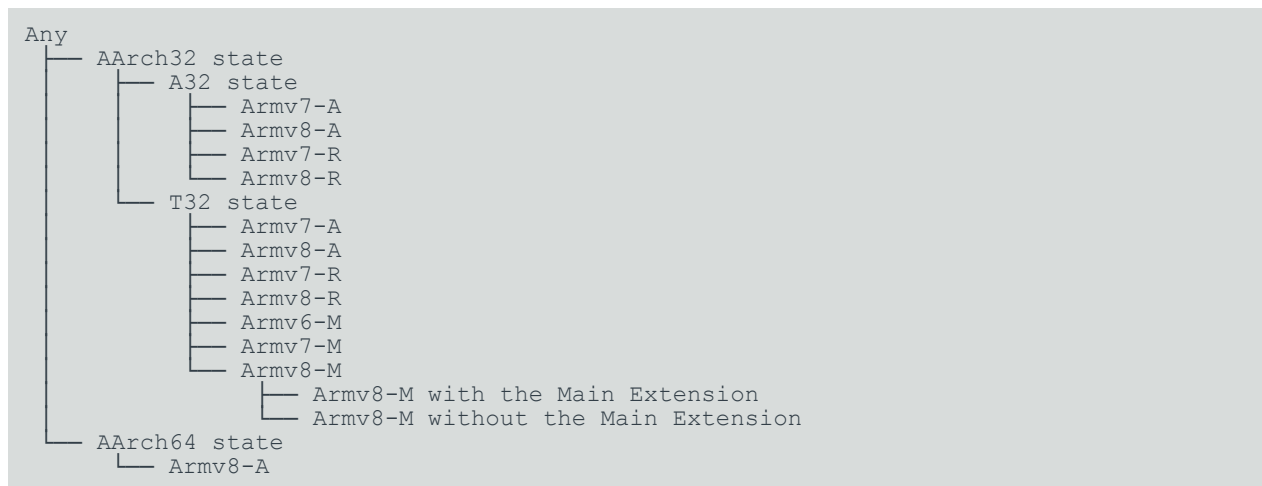 Any
AArch32 state
A32 state
Armv7-A
Armv8-A
Armv7-R
Armv8-R
T32 state
Armv7-A
Armv8-A
Armv7-R
Armv8-R
Armv6-M
Armv7-M
Armv8-M
Armv8-M with the Main Extension
Armv8-M without the Main Extension
AArch64 state
Armv8-A